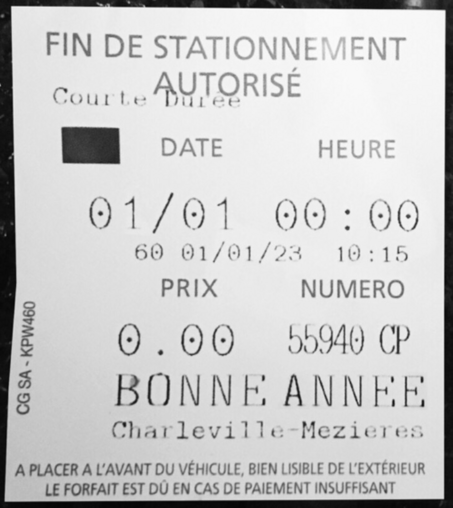 FIN DE STATIONNEMENT
AUTORISÉ
Courte Durée
DATE HEURE
01/01 00:00
60 01/01/23 10:15
PRIX NUMERO
0.00 55940 CP
BONNE ANNEE
Charleville-Mezieres
CG SA - KPW460
A PLACER A L'AVANT DU VÉHICULE, BIEN LISIBLE DE L'EXTÉRIEUR
LE FORFAIT EST DÛ EN CAS DE PAIEMENT INSUFFISANT